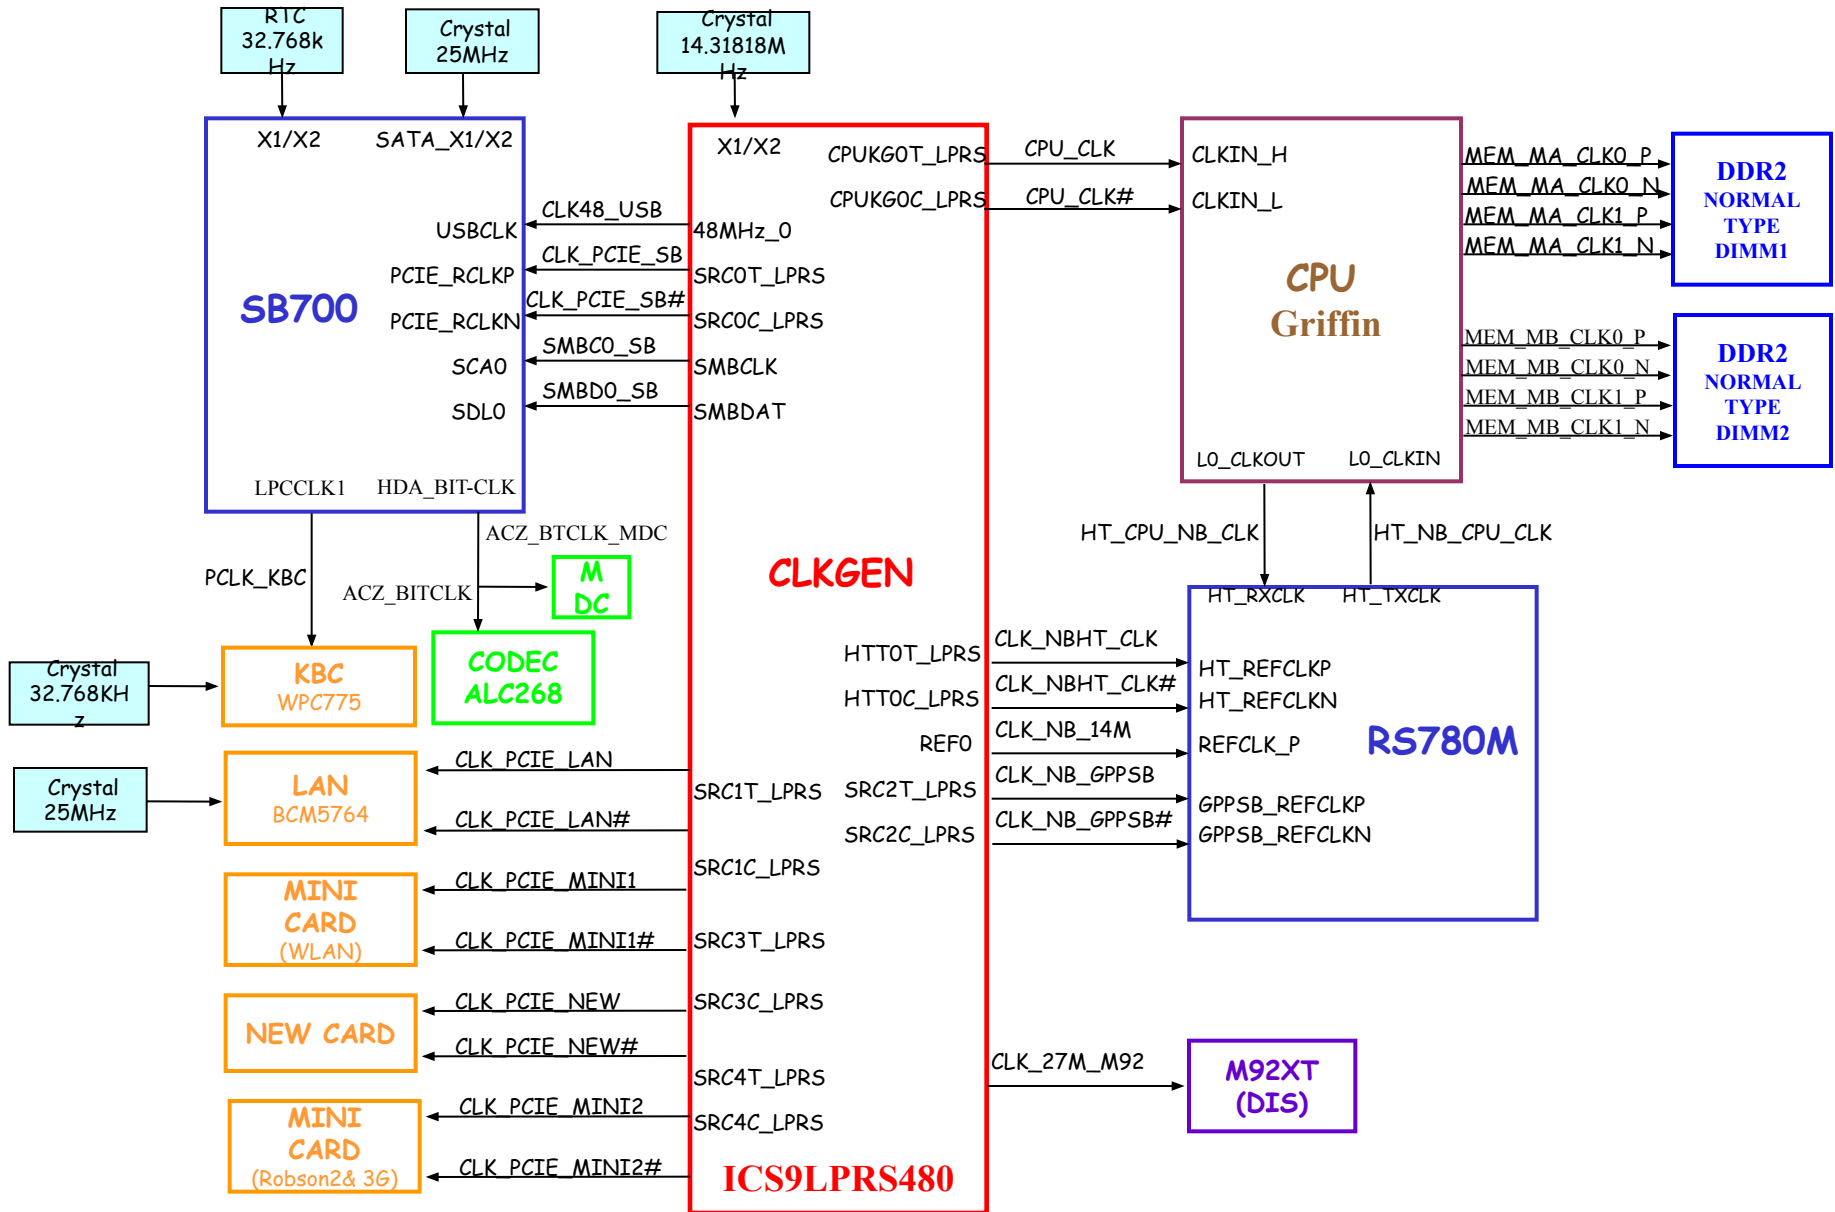 RTC
32.768k
Hz
Crystal
25MHz
Crystal
14.31818M
Hz
X1/X2
SATA_X1/X2
USBCLK
PCIE_RCLKP
PCIE_RCLKN
SCA0
SDL0
SB700
LPCCLK1
HDA_BIT-CLK
CLK48_USB
CLK_PCIE_SB
CLK_PCIE_SB#
SMBC0_SB
SMBD0_SB
X1/X2
48MHz_0
SRC0T_LPRS
SRC0C_LPRS
SMBCLK
SMBDAT
CPUKG0T_LPRS
CPUKG0C_LPRS
CPU_CLK
CPU_CLK#
CLKIN_H
CLKIN_L
CPU
Griffin
L0_CLKOUT
L0_CLKIN
MEM_MA_CLK0_P
MEM_MA_CLK0_N
MEM_MA_CLK1_P
MEM_MA_CLK1_N
DDR2
NORMAL
TYPE
DIMM1
MEM_MB_CLK0_P
MEM_MB_CLK0_N
MEM_MB_CLK1_P
MEM_MB_CLK1_N
DDR2
NORMAL
TYPE
DIMM2
PCLK_KBC
ACZ_BTCLK_MDC
ACZ_BITCLK
M
DC
CODEC
ALC268
CLKGEN
HT_CPU_NB_CLK
HT_NB_CPU_CLK
HT_RXCLK
HT_TXCLK
Crystal
32.768KH
z
KBC
WPC775
Crystal
25MHz
LAN
BCM5764
CLK_PCIE_LAN
CLK_PCIE_LAN#
MINI
CARD
(WLAN)
CLK_PCIE_MINI1
CLK_PCIE_MINI1#
NEW CARD
CLK_PCIE_NEW
CLK_PCIE_NEW#
MINI
CARD
(Robson2& 3G)
CLK_PCIE_MINI2
CLK_PCIE_MINI2#
SRC1T_LPRS
SRC1C_LPRS
SRC3T_LPRS
SRC3C_LPRS
SRC4T_LPRS
SRC4C_LPRS
ICS9LPRS480
HTT0T_LPRS
HTT0C_LPRS
REF0
SRC2T_LPRS
SRC2C_LPRS
CLK_NBHT_CLK
CLK_NBHT_CLK#
CLK_NB_14M
CLK_NB_GPPSB
CLK_NB_GPPSB#
HT_REFCLKP
HT_REFCLKN
REFCLK_P
GPPSB_REFCLKP
GPPSB_REFCLKN
RS780M
CLK_27M_M92
M92XT
(DIS)